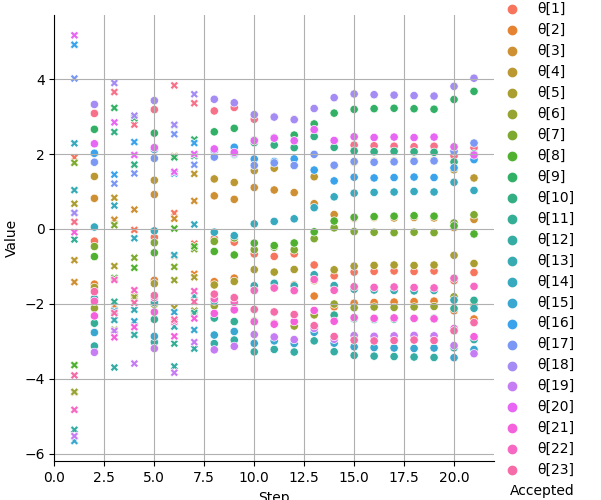 4
2
0
−2
−4
−6
Value
0.0 2.5 5.0 7.5 10.0 12.5 15.0 17.5 20.0
Step
θ[1]
θ[2]
θ[3]
θ[4]
θ[5]
θ[6]
θ[7]
θ[8]
θ[9]
θ[10]
θ[11]
θ[12]
θ[13]
θ[14]
θ[15]
θ[16]
θ[17]
θ[18]
θ[19]
θ[20]
θ[21]
θ[22]
θ[23]
Accepted